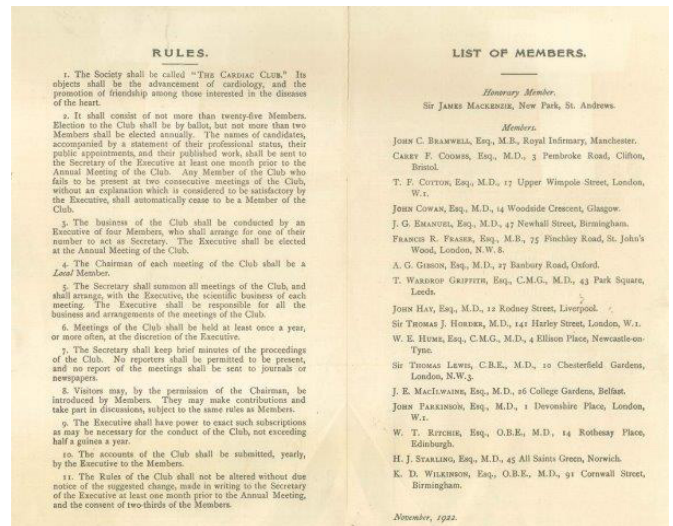 RULES.
1. The Society shall be called "THE CARDIAC CLUB." Its
objects shall be the advancement of cardiology, and the
promotion of friendship among those interested in the diseases
of the heart.
2. It shall consist of not more than twenty-five Members.
Election to the Club shall be by ballot, but not more than two
Members shall be elected annually. The names of candidates,
accompanied by a statement of their professional status, their
public appointments, and their published work, shall be sent to
the Secretary of the Executive at least one month prior to the
Annual Meeting of the Club. Any Member of the Club who
fails to be present at two consecutive meetings of the Club,
without an explanation which is considered to be satisfactory by
the Executive, shall automatically cease to be a Member of the
Club.
3. The business of the Club shall be conducted by an
Executive of four Members, who shall arrange for one of their
number to act as Secretary. The Executive shall be elected
at the Annual Meeting of the Club.
4. The Chairman of each meeting of the Club shall be a
Local Member.
5. The Secretary shall summon all meetings of the Club, and
shall arrange, with the Executive, the scientific business of each
meeting. The Executive shall be responsible for all the
business and arrangements of the meetings of the Club.
6. Meetings of the Club shall be held at least once a year,
or more often, at the discretion of the Executive.
7. The Secretary shall keep brief minutes of the proceedings
of the Club. No reporters shall be permitted to be present,
and no report of the meetings shall be sent to journals or
newspapers.
8. Visitors may, by the permission of the Chairman, be
introduced by Members. They may make contributions and
take part in discussions, subject to the same rules as Members.
9. The Executive shall have power to exact such subscriptions
as may be necessary for the conduct of the Club, not exceeding
half a guinea a year.
10. The accounts of the Club shall be submitted, yearly,
by the Executive to the Members.
11. The Rules of the Club shall not be altered without due
notice of the suggested change, made in writing to the Secretary
of the Executive at least one month prior to the Annual Meeting,
and the consent of two-thirds of the Members.
LIST OF MEMBERS.
Honorary Member.
Sir JAMES MACKENZIE, New Park, St. Andrews.
Members.
JOHN C. BRAMWELL, Esq., M.B., Royal Infirmary, Manchester.
CAREY F. COOMBS, Esq., M.D., 3 Pembroke Road, Clifton,
Bristol.
T. F. COTTON, Esq., M.D., 17 Upper Wimpole Street, London,
W.1.
JOHN COWAN, Esq., M.D., 14 Woodside Crescent, Glasgow.
J. G. EMANUEL, Esq., M.D., 47 Newhall Street, Birmingham.
FRANCIS R. FRASER, Esq., M.B., 75 Finchley Road, St. John's
Wood, London, N.W. 8.
A. G. GIBSON, Esq., M.D., 27 Banbury Road, Oxford.
T. WARDROP GRIFFITH, Esq., C.M.G., M.D., 43 Park Square,
Leeds.
JOHN HAY, Esq., M.D., 12 Rodney Street, Liverpool.
Sir THOMAS J. HORDER, M.D., 141 Harley Street, London, W.1.
W. E. HUME, Esq., C.M.G., M.D., 4 Ellison Place, Newcastle-on-
Tyne.
Sir THOMAS LEWIS, C.B.E., M.D., 10 Chesterfield Gardens,
London, N.W.3.
J. E. MACILWAINE, Esq., M.D., 26 College Gardens, Belfast.
JOHN PARKINSON, Esq., M.D., 1 Devonshire Place, London,
W.1.
W. T. RITCHIE, Esq., O.B.E., M.D., 14 Rothesay Place,
Edinburgh.
H. J. STARLING, Esq., M.D., 45 All Saints Green, Norwich.
K. D. WILKINSON, Esq., O.B.E., M.D., 91 Cornwall Street,
Birmingham.
November, 1922.